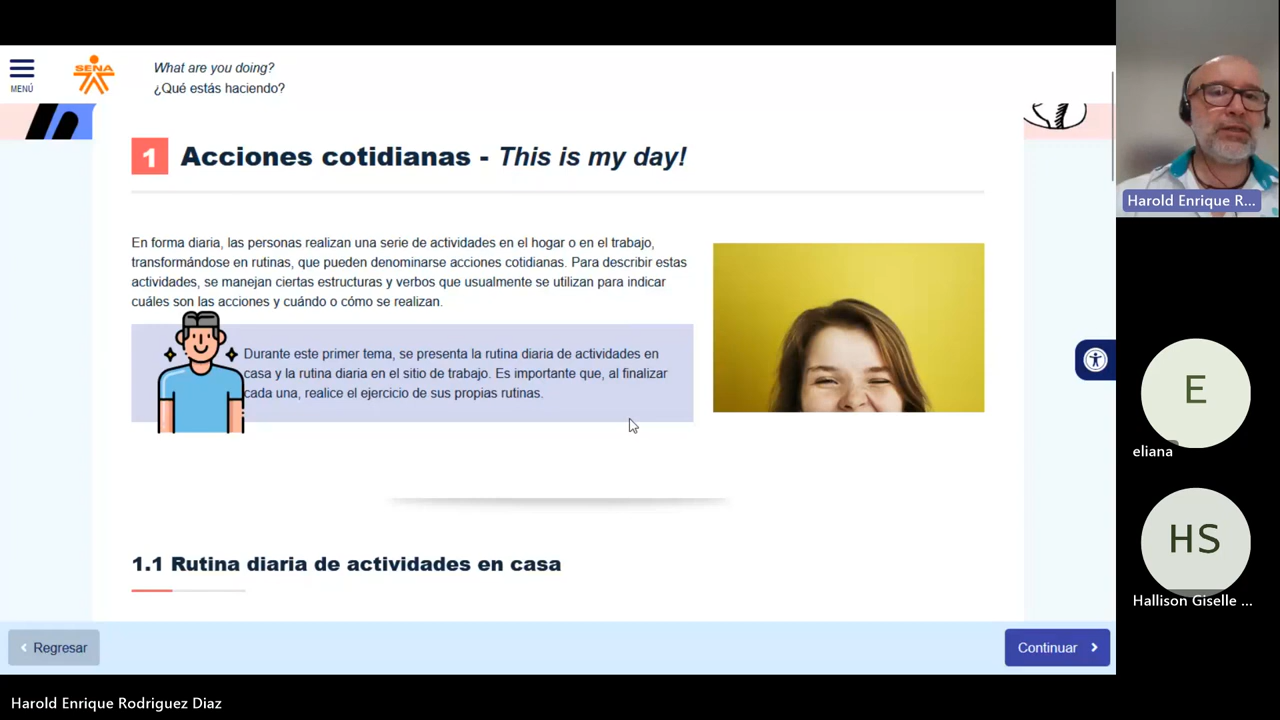 MENÚ
SENA
What are you doing?
¿Qué estás haciendo?
1 Acciones cotidianas - This is my day!
En forma diaria, las personas realizan una serie de actividades en el hogar o en el trabajo,
transformándose en rutinas, que pueden denominarse acciones cotidianas. Para describir estas
actividades, se manejan ciertas estructuras y verbos que usualmente se utilizan para indicar
cuáles son las acciones y cuándo o cómo se realizan.
Durante este primer tema, se presenta la rutina diaria de actividades en
casa y la rutina diaria en el sitio de trabajo. Es importante que, al finalizar
cada una, realice el ejercicio de sus propias rutinas.
1.1 Rutina diaria de actividades en casa
Regresar
Continuar
Harold Enrique R...
E
eliana
HS
Hallison Giselle ...
Harold Enrique Rodriguez Diaz